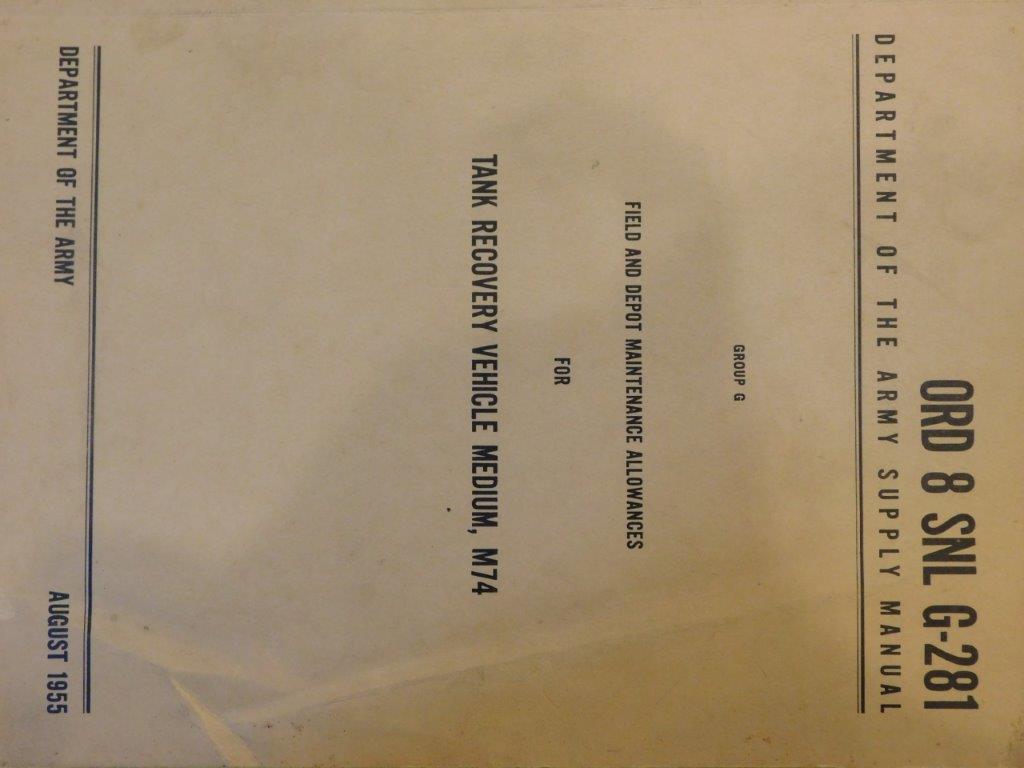 ORD 8 SNL G-281
DEPARTMENT OF THE ARMY SUPPLY MANUAL
GROUP G
FIELD AND DEPOT MAINTENANCE ALLOWANCES
FOR
TANK RECOVERY VEHICLE MEDIUM, M74
DEPARTMENT OF THE ARMY AUGUST 1955